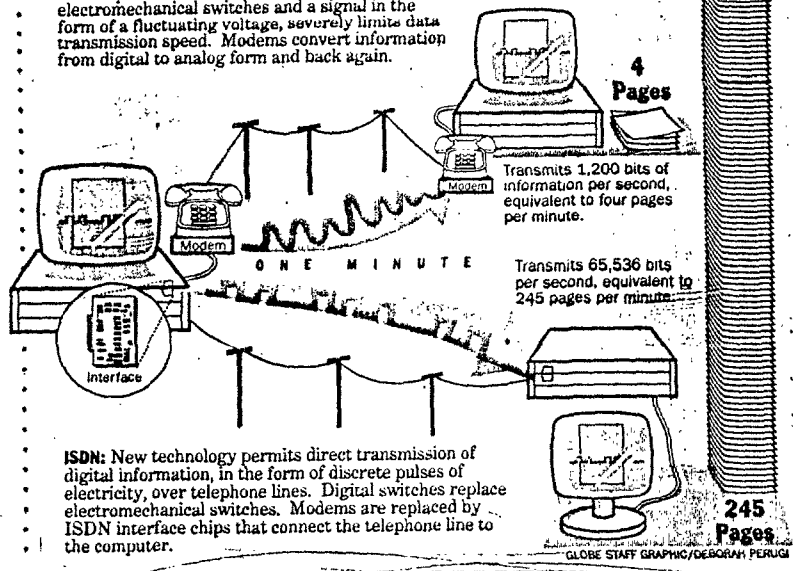 electromechanical switches and a signal in the
form of a fluctuating voltage, severely limits data
transmission speed. Modems convert information
from digital to analog form and back again.
4
Pages
Modem
Transmits 1,200 bits of
information per second,
equivalent to four pages
per minute.
Modem
ONE MINUTE
Transmits 65,536 bits
per second, equivalent to
245 pages per minute.
Interface
ISDN: New technology permits direct transmission of
digital information, in the form of discrete pulses of
electricity, over telephone lines. Digital switches replace
electromechanical switches. Modems are replaced by
ISDN interface chips that connect the telephone line to
the computer.
245
Pages
GLOBE STAFF GRAPHIC/DEBORAH PERUGI